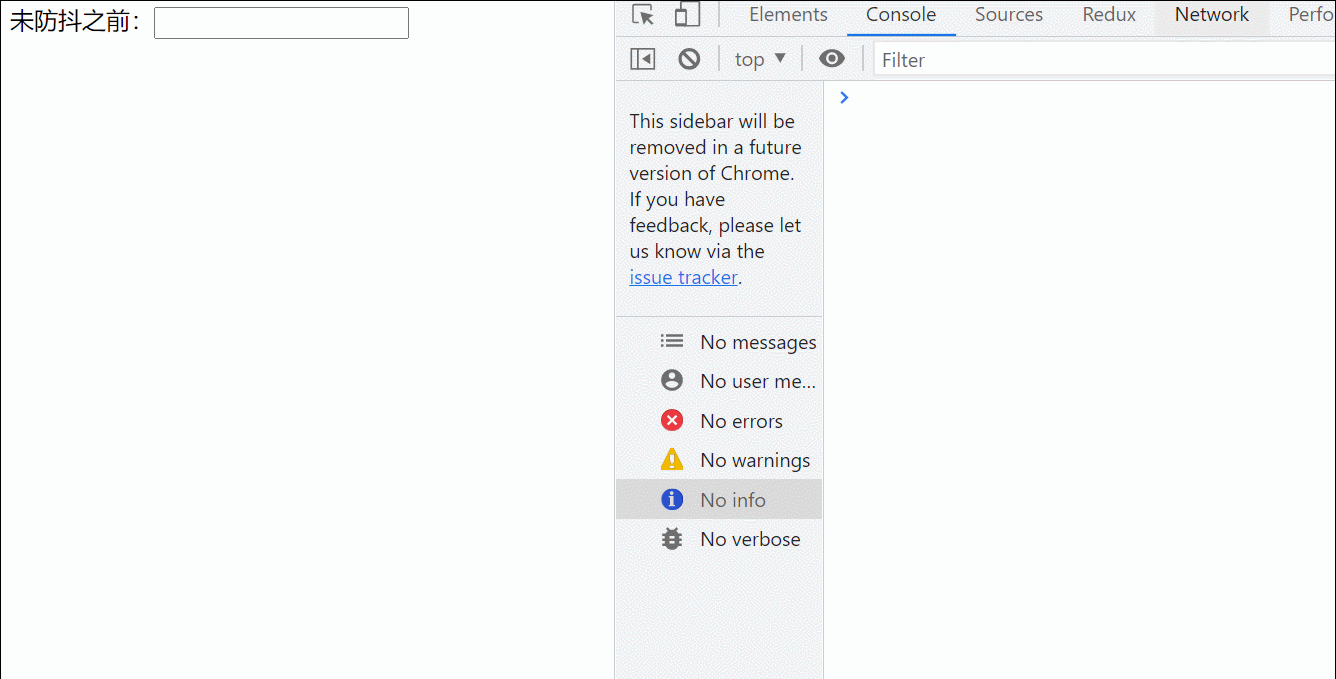 未防抖之前：
Elements Console Sources Redux Network Perfo
top ▼ Filter
This sidebar will be
removed in a future
version of Chrome.
If you have
feedback, please let
us know via the
issue tracker.
No messages
No user me...
No errors
No warnings
No info
No verbose